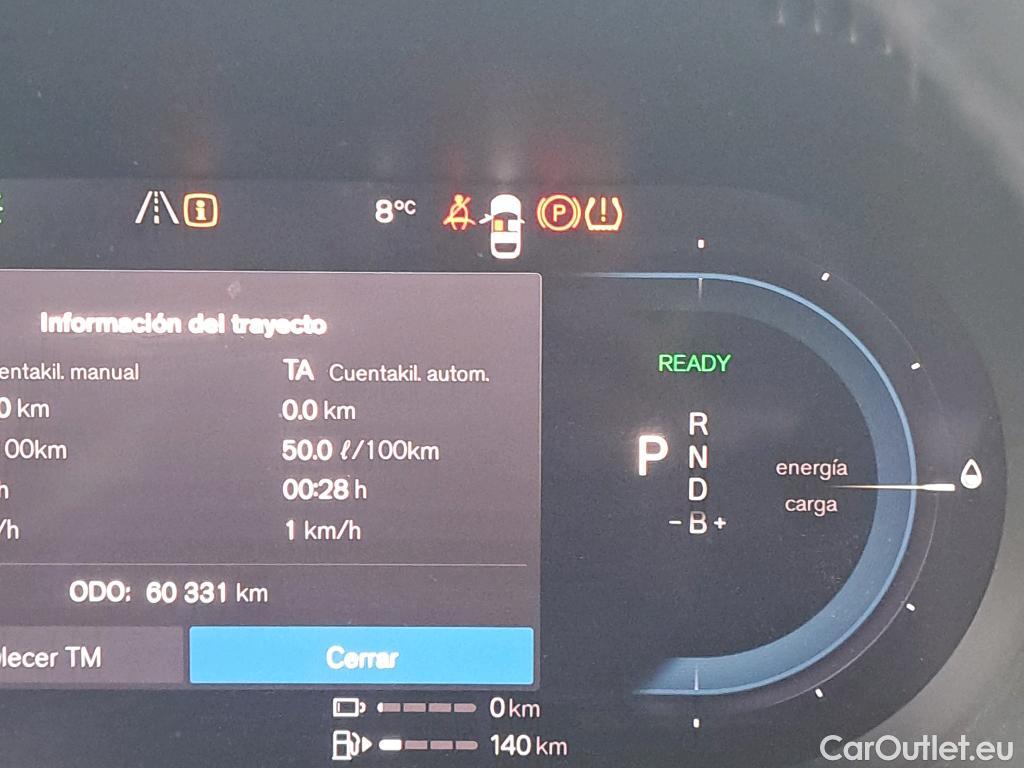 8°C
P
Información del trayecto
entakil. manual
TA Cuentakil. autom.
0 km
0.0 km
00km
50.0 ℓ/100km
h
00:28 h
/h
1 km/h
ODO: 60 331 km
lecer TM
Cerrar
READY
P
R
N
D
- B +
energía
carga
0 km
140 km
CarOutlet.eu